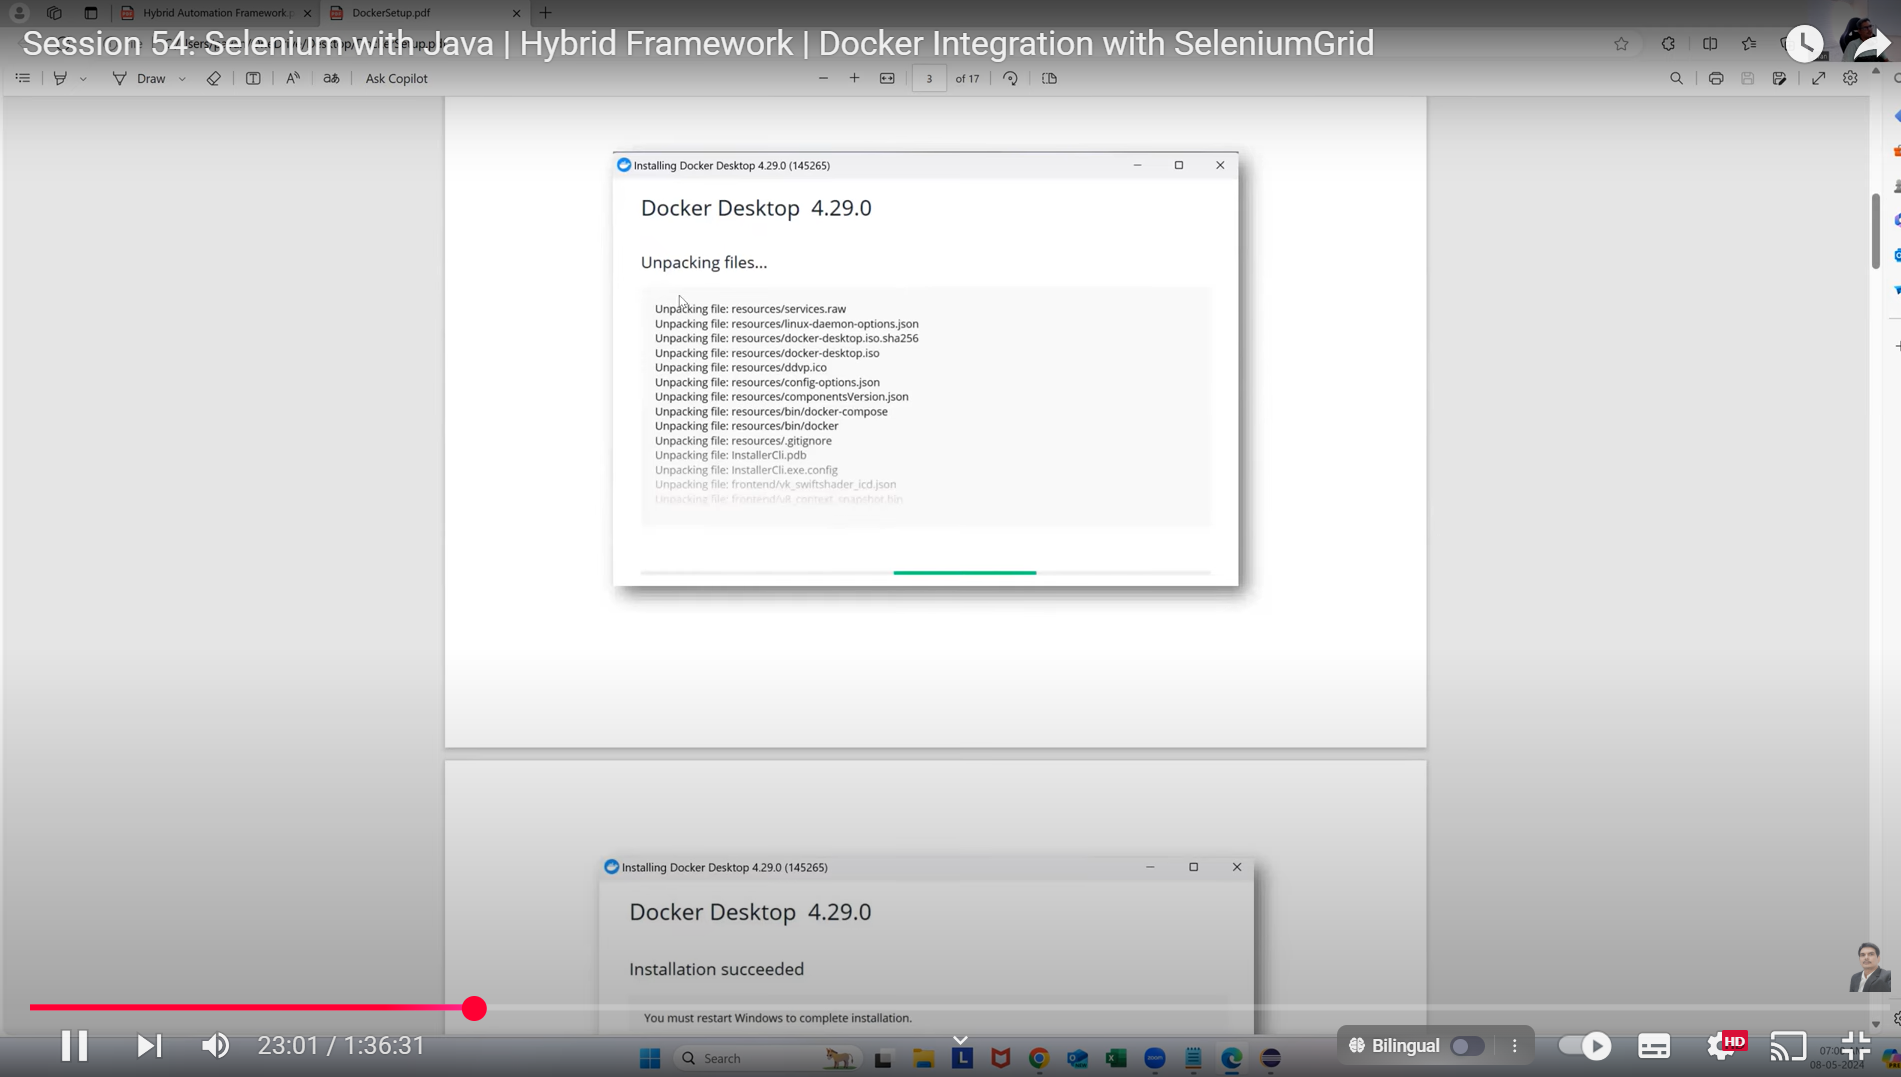 Hybrid Automation Framework.p
DockerSetup.pdf
Session 54: Selenium with Java | Hybrid Framework | Docker Integration with SeleniumGrid
Draw
Ask Copilot
3 of 17
Installing Docker Desktop 4.29.0 (145265)
Docker Desktop 4.29.0
Unpacking files...
Unpacking file: resources/services.raw
Unpacking file: resources/linux-daemon-options.json
Unpacking file: resources/docker-desktop.iso.sha256
Unpacking file: resources/docker-desktop.iso
Unpacking file: resources/ddvp.ico
Unpacking file: resources/config-options.json
Unpacking file: resources/componentsVersion.json
Unpacking file: resources/bin/docker-compose
Unpacking file: resources/bin/docker
Unpacking file: resources/.gitignore
Unpacking file: InstallerCli.pdb
Unpacking file: InstallerCli.exe.config
Unpacking file: frontend/vk_swiftshader_icd.json
Unpacking file: frontend/v8_context_snapshot.bin
Installing Docker Desktop 4.29.0 (145265)
Docker Desktop 4.29.0
Installation succeeded
You must restart Windows to complete installation.
23:01 / 1:36:31
Search
Bilingual
HD
08-05-2024